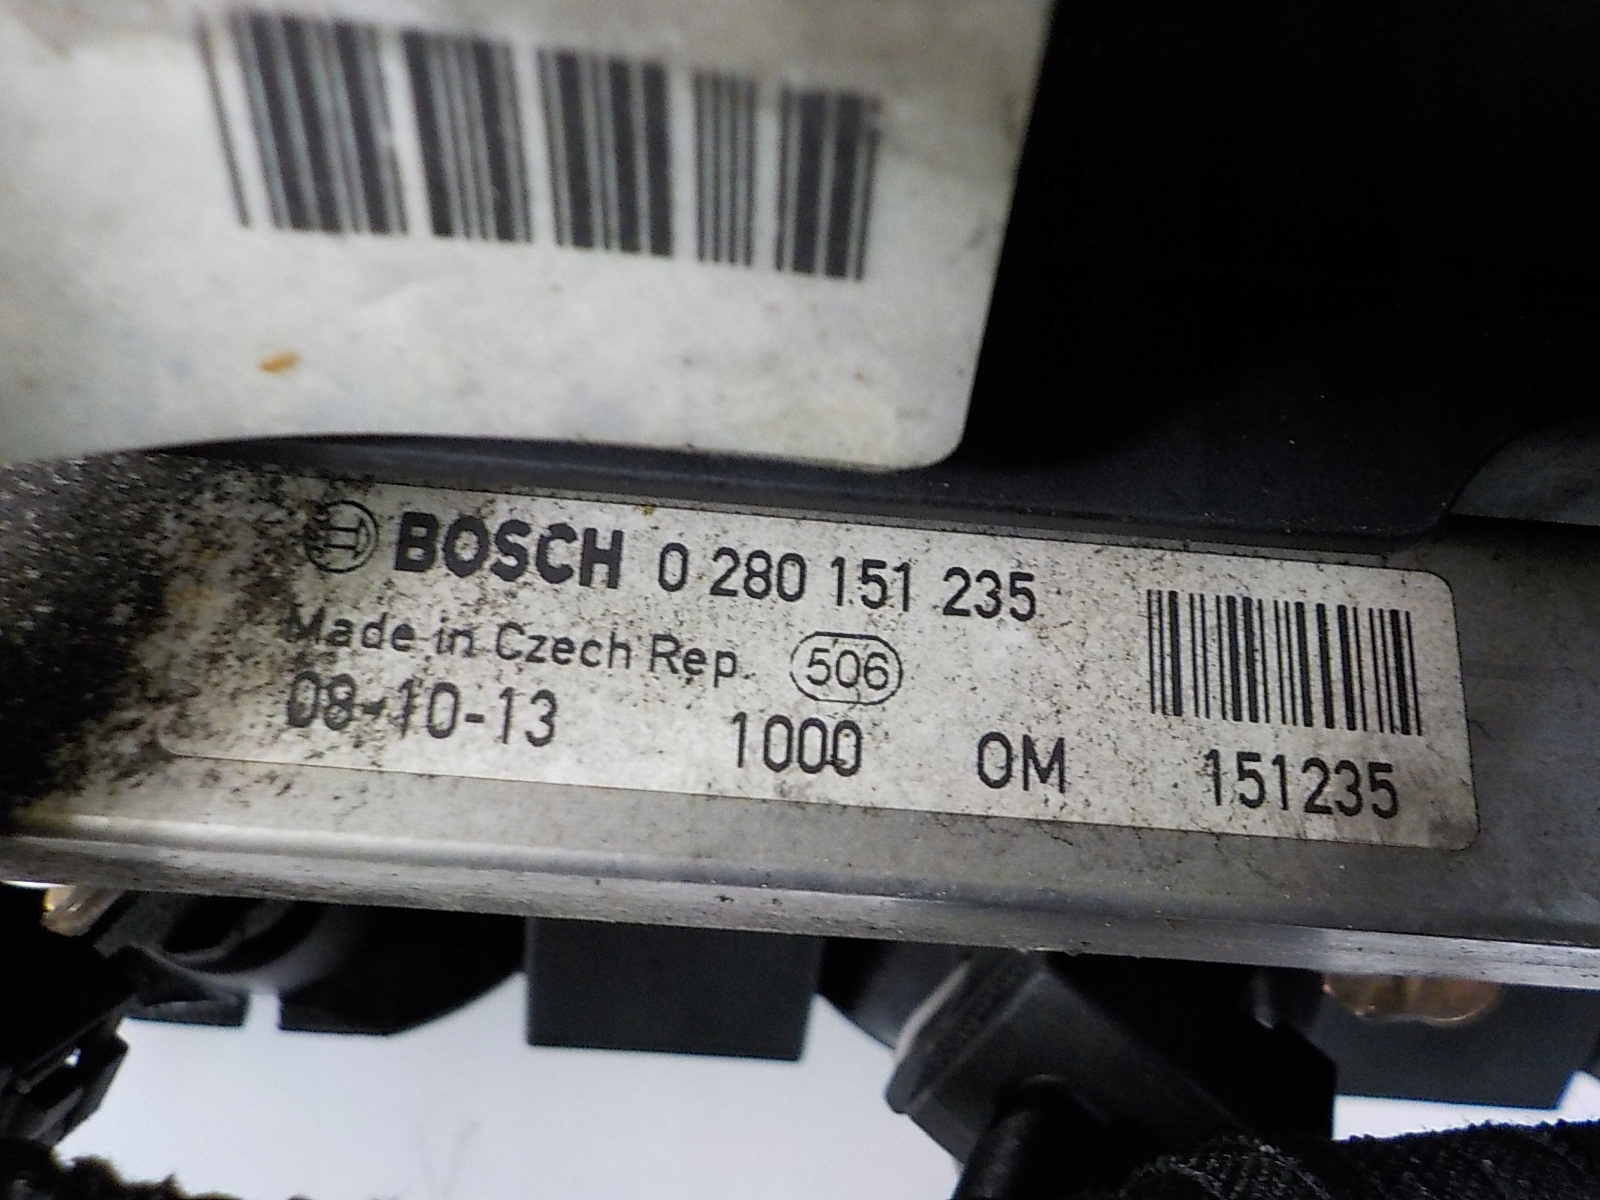 BOSCH 0 280 151 235
Made in Czech Rep. 506
08-10-13 1000 OM 151235